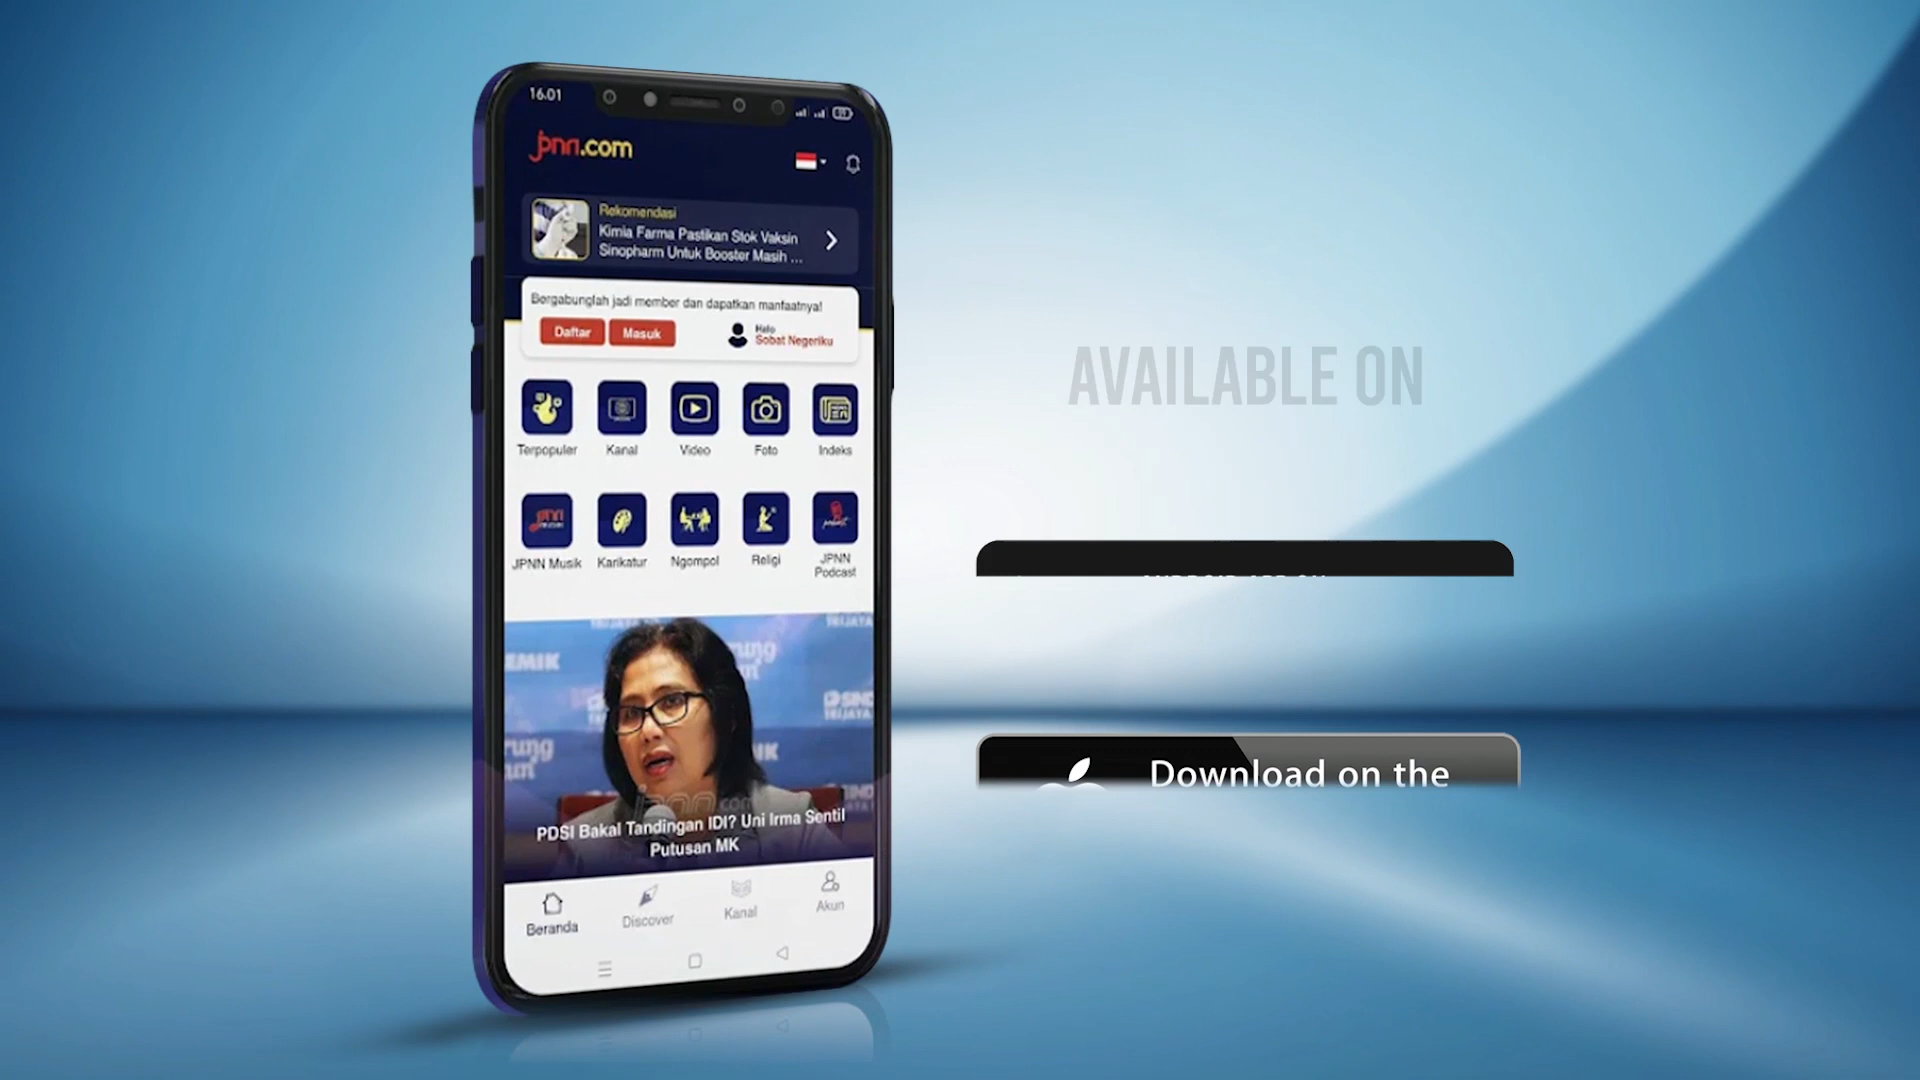 16.01
jpnn.com
Rekomendasi
Kimia Farma Pastikan Stok Vaksin
Sinopharm Untuk Booster Masih ...
Bergabunglah jadi member dan dapatkan manfaatnya!
Daftar
Masuk
Halo
Sobat Negeriku
Terpopuler
Kanal
Video
Foto
Indeks
JPNN Musik
Karikatur
Ngompol
Religi
JPNN
Podcast
PDSI Bakal Tandingan IDI? Uni Irma Sentil
Putusan MK
Beranda
Discover
Kanal
Akun
AVAILABLE ON
Download on the